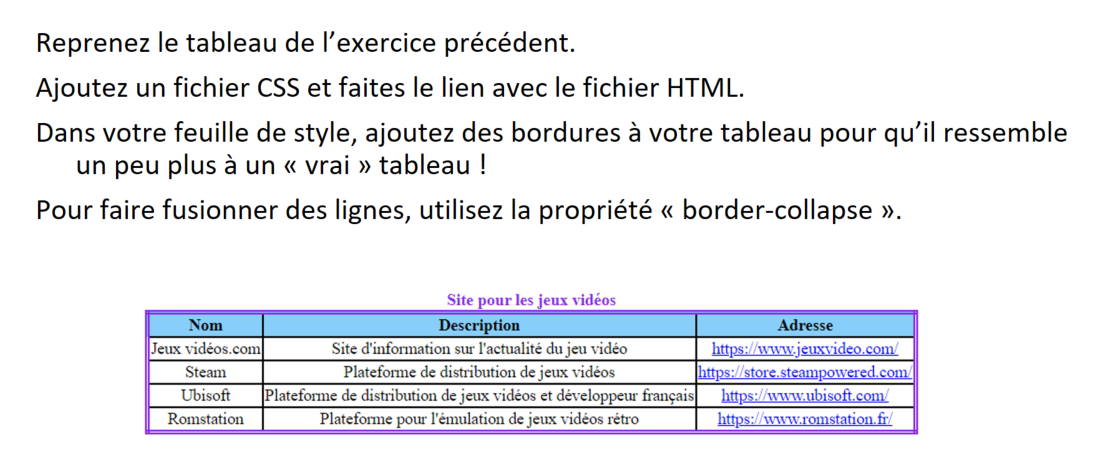 Reprenez le tableau de l’exercice précédent.
Ajoutez un fichier CSS et faites le lien avec le fichier HTML.
Dans votre feuille de style, ajoutez des bordures à votre tableau pour qu’il ressemble
un peu plus à un « vrai » tableau !
Pour faire fusionner des lignes, utilisez la propriété « border-collapse ».
Site pour les jeux vidéos
Nom Description Adresse
Jeux vidéos.com Site d'information sur l'actualité du jeu vidéo https://www.jeuxvideo.com/
Steam Plateforme de distribution de jeux vidéos https://store.steampowered.com/
Ubisoft Plateforme de distribution de jeux vidéos et développeur français https://www.ubisoft.com/
Romstation Plateforme pour l'émulation de jeux vidéos rétro https://www.romstation.fr/